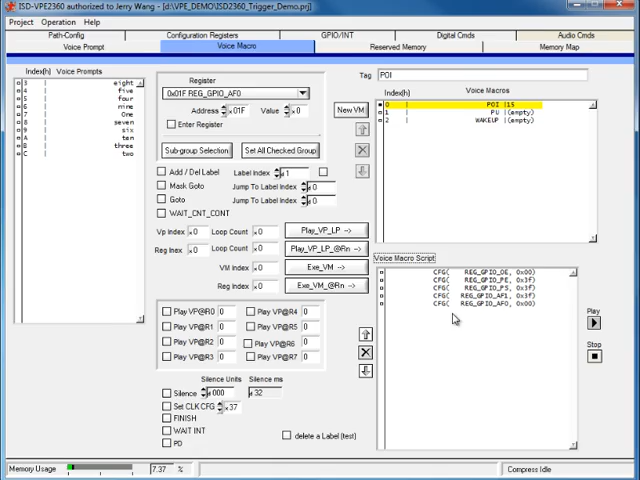 ISD-VPE2360 authorized to Jerry Wang: [d:\VPE_DEMO\ISD2360_Trigger_Demo.prj]
Project Operation Help
Path-Config Configuration Registers GPIO/INT Digital Cmds Audio Cmds
Voice Prompt Voice Macro Reserved Memory Memory Map
Index(h) Voice Prompts
3 | eight
4 | five
5 | four
6 | nine
7 | One
8 | seven
9 | six
A | ten
B | three
C | two
Register
0x01F REG_GPIO_AF0
Address x01F Value x0
Enter Register
Sub-group Selection Set All Checked Group
Add / Del Label Label Index x1
Mask Goto Jump To Label Index x0
Goto Jump To Label Index x0
WAIT_CNT_CONT
Vp Index x0 Loop Count x0 Play_VP_LP -->
Reg Inex x0 Loop Count x0 Play_VP_LP_@Rn -->
VM Index x0 Exe_VM -->
Reg Index x0 Exe_VM_@Rn -->
Play VP@R0 0 Play VP@R4 0
Play VP@R1 0 Play VP@R5 0
Play VP@R2 0 Play VP@R6 0
Play VP@R3 0 Play VP@R7 0
Silence Units Silence ms
Silence x000 d32
Set CLK CFG x37
FINISH
WAIT INT
PD
delete a Label (test)
Tag POI
Index(h) Voice Macros
New VM
0 | POI |15
1 | PU |(empty)
2 | WAKEUP |(empty)
Voice Macro Script
CFG( REG_GPIO_OE, 0x00)
CFG( REG_GPIO_PE, 0x3f)
CFG( REG_GPIO_PS, 0x3f)
CFG( REG_GPIO_AF1, 0x3f)
CFG( REG_GPIO_AF0, 0x00)
Play
Stop
Memory Usage 7.37 % Compress Idle